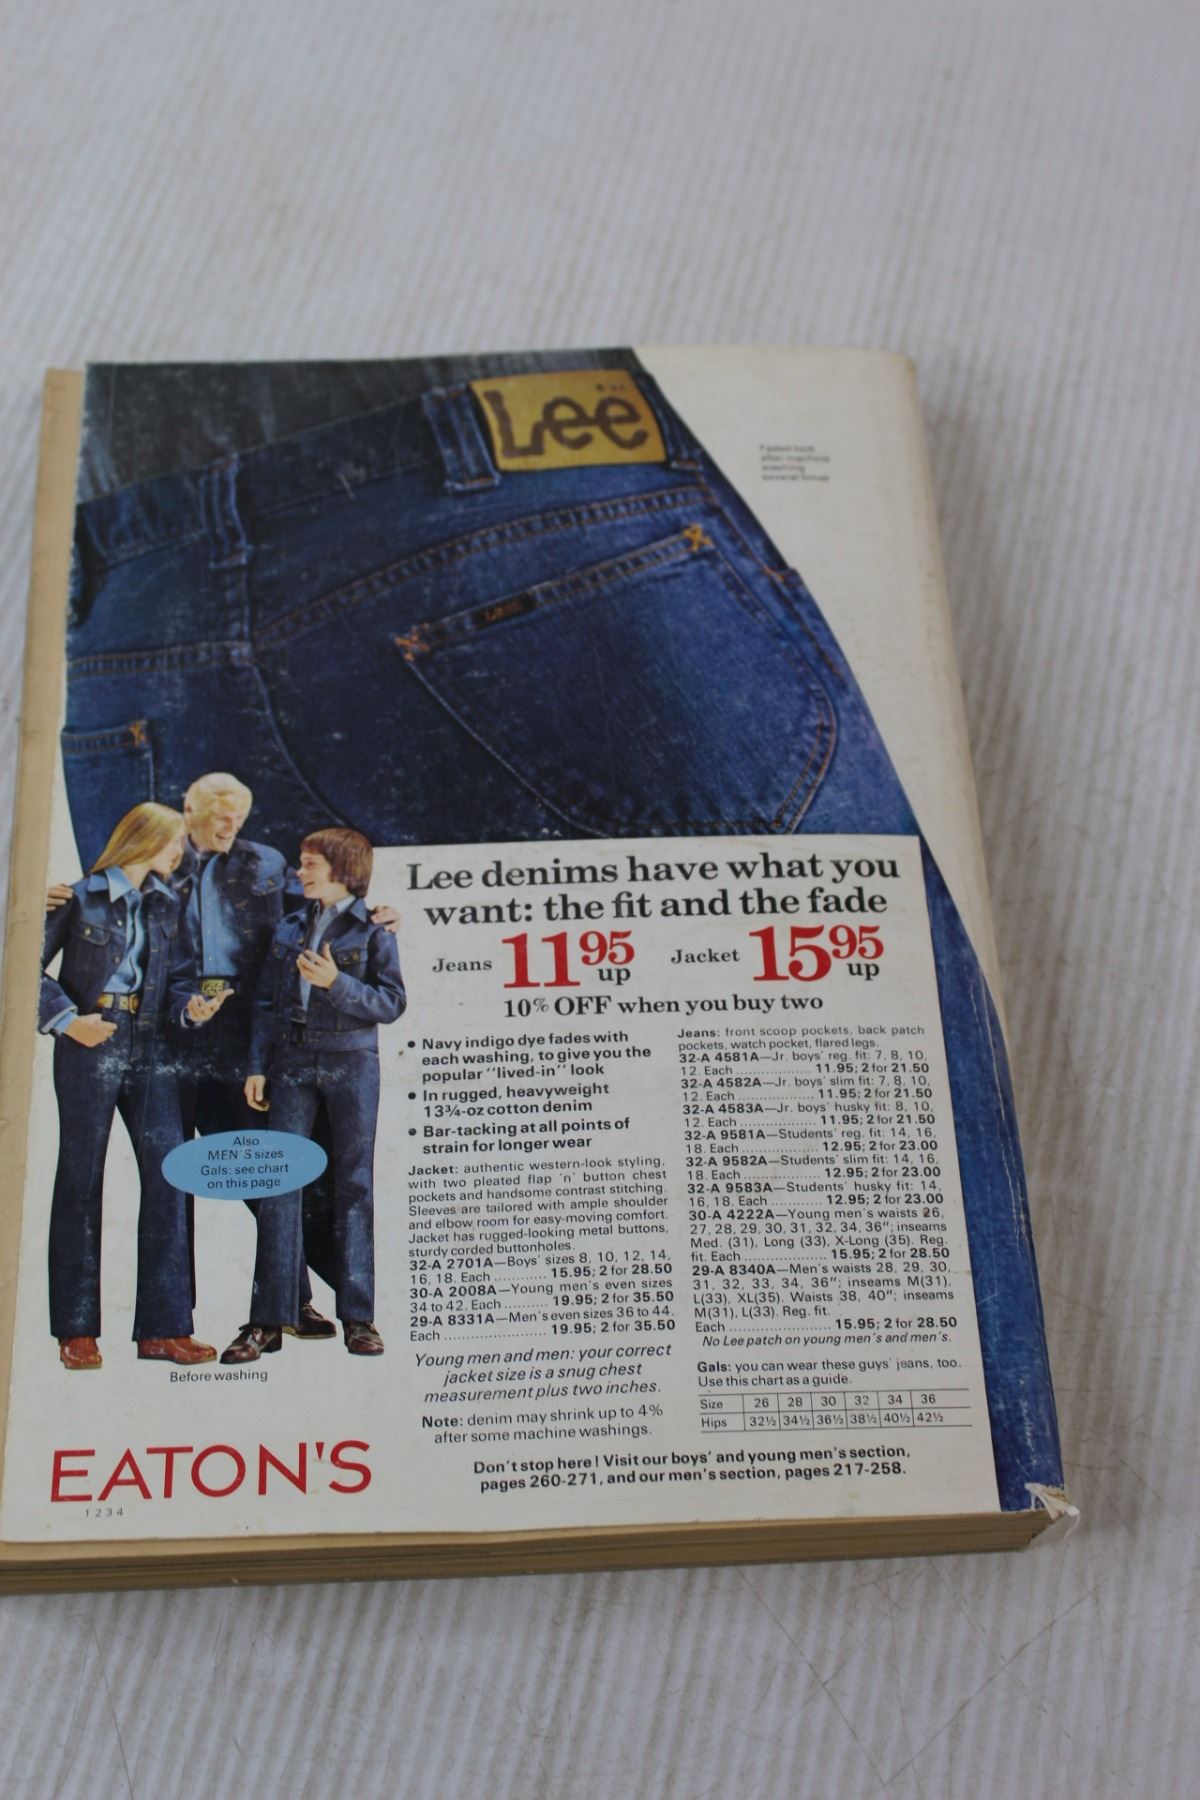 Lee
Faded look
after machine
washing
several times
Lee
Lee denims have what you
want: the fit and the fade
Jeans 11 95 up Jacket 15 95 up
10% OFF when you buy two
• Navy indigo dye fades with
each washing, to give you the
popular "lived-in" look
• In rugged, heavyweight
13¾-oz cotton denim
• Bar-tacking at all points of
strain for longer wear
Jacket: authentic western-look styling,
with two pleated flap 'n' button chest
pockets and handsome contrast stitching.
Sleeves are tailored with ample shoulder
and elbow room for easy-moving comfort.
Jacket has rugged-looking metal buttons,
sturdy corded buttonholes.
32-A 2701A—Boys' sizes 8, 10, 12, 14,
16, 18. Each ............ 15.95; 2 for 28.50
30-A 2008A—Young men's even sizes
34 to 42. Each .......... 19.95; 2 for 35.50
29-A 8331A—Men's even sizes 36 to 44.
Each ....................... 19.95; 2 for 35.50
Young men and men: your correct
jacket size is a snug chest
measurement plus two inches.
Note: denim may shrink up to 4%
after some machine washings.
Jeans: front scoop pockets, back patch
pockets, watch pocket, flared legs.
32-A 4581A—Jr. boys' reg. fit: 7, 8, 10,
12. Each ................... 11.95; 2 for 21.50
32-A 4582A—Jr. boys' slim fit: 7, 8, 10,
12. Each ................... 11.95; 2 for 21.50
32-A 4583A—Jr. boys' husky fit: 8, 10,
12. Each ................... 11.95; 2 for 21.50
32-A 9581A—Students' reg. fit: 14, 16,
18. Each ................... 12.95; 2 for 23.00
32-A 9582A—Students' slim fit: 14, 16,
18. Each ................... 12.95; 2 for 23.00
32-A 9583A—Students' husky fit: 14,
16, 18. Each ............ 12.95; 2 for 23.00
30-A 4222A—Young men's waists 26,
27, 28, 29, 30, 31, 32, 34, 36"; inseams
Med. (31), Long (33), X-Long (35). Reg.
fit. Each ................... 15.95; 2 for 28.50
29-A 8340A—Men's waists 28, 29, 30,
31, 32, 33, 34, 36"; inseams M(31),
L(33), XL(35). Waists 38, 40"; inseams
M(31), L(33). Reg. fit.
Each ....................... 15.95; 2 for 28.50
No Lee patch on young men's and men's.
Gals: you can wear these guys' jeans, too.
Use this chart as a guide.
Size 26 28 30 32 34 36
Hips 32½ 34½ 36½ 38½ 40½ 42½
Don't stop here! Visit our boys' and young men's section,
pages 260-271, and our men's section, pages 217-258.
Also
MEN'S sizes
Gals: see chart
on this page
Before washing
EATON'S
1 2 3 4